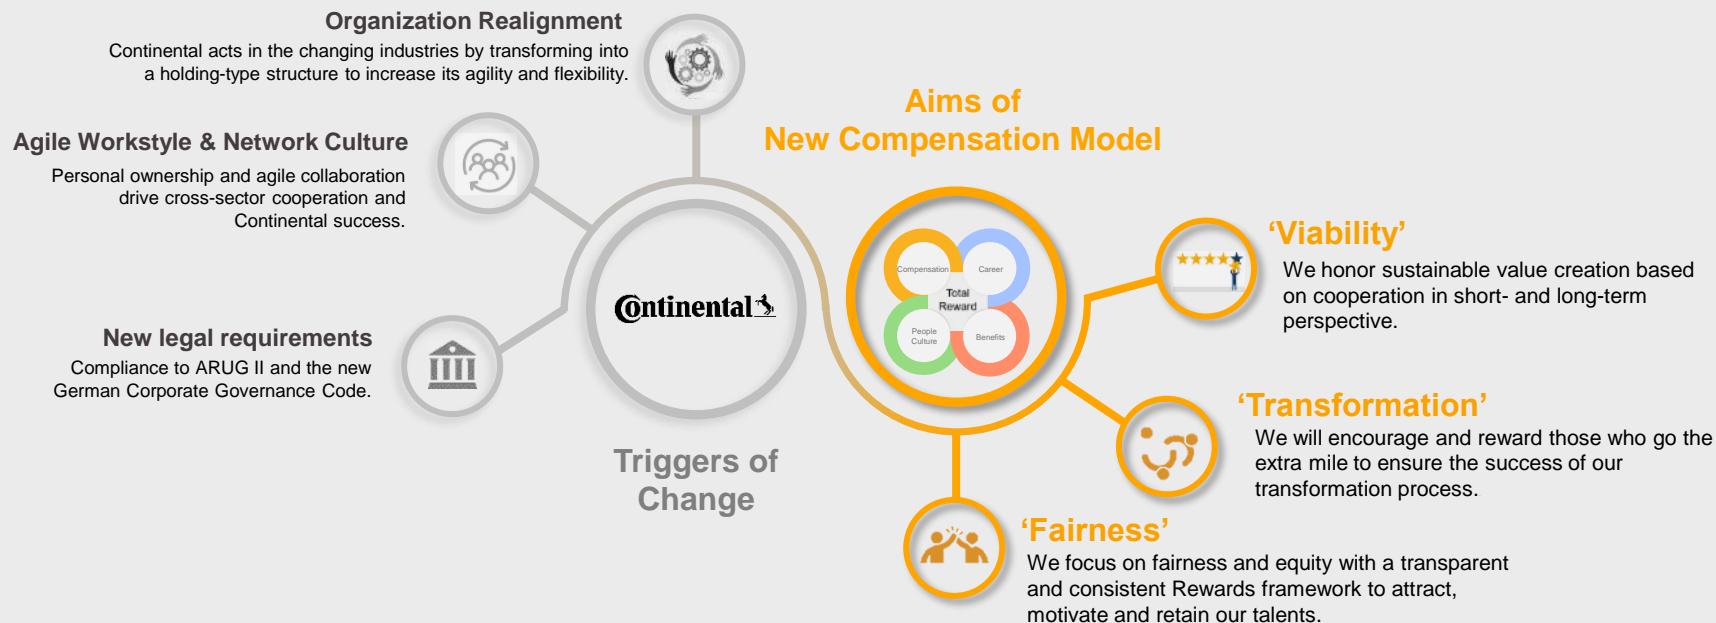 Organization Realignment
Continental acts in the changing industries by transforming into
a holding-type structure to increase its agility and flexibility.
Agile Workstyle & Network Culture
Personal ownership and agile collaboration
drive cross-sector cooperation and
Continental success.
New legal requirements
Compliance to ARUG II and the new
German Corporate Governance Code.
Continental
Triggers of
Change
Aims of
New Compensation Model
Compensation
Career
Total
Reward
People
Culture
Benefits
‘Viability’
We honor sustainable value creation based
on cooperation in short- and long-term
perspective.
‘Transformation’
We will encourage and reward those who go the
extra mile to ensure the success of our
transformation process.
‘Fairness’
We focus on fairness and equity with a transparent
and consistent Rewards framework to attract,
motivate and retain our talents.